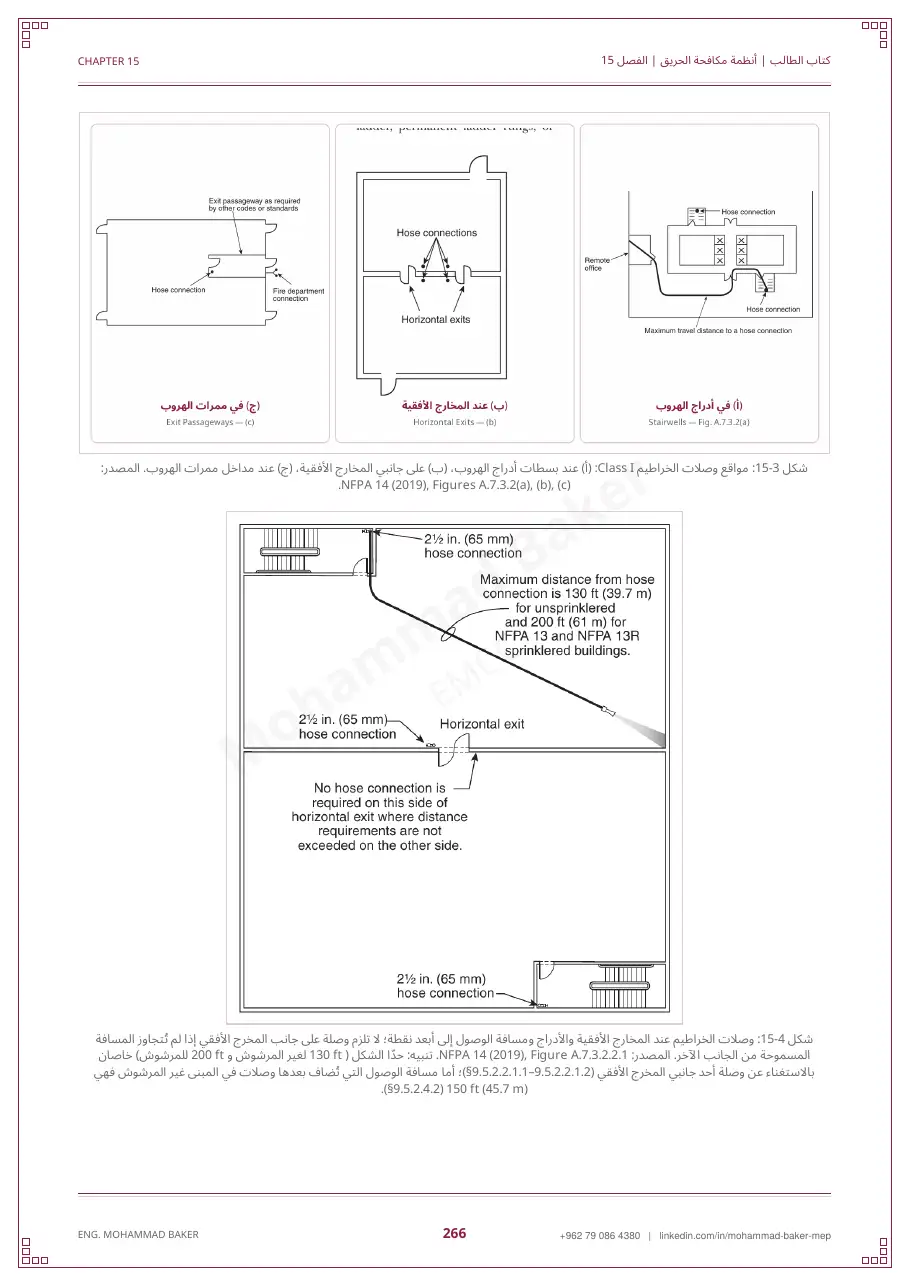 CHAPTER 15
كتاب الطالب | أنظمة مكافحة الحريق | الفصل 15
ladder, permanent ladder rungs, or
Exit passageway as required
by other codes or standards
Hose connection
Fire department
connection
(ج) في ممرات الهروب
Exit Passageways — (c)
Hose connections
Horizontal exits
(ب) عند المخارج الأفقية
Horizontal Exits — (b)
Hose connection
Remote
office
Hose connection
Maximum travel distance to a hose connection
(أ) في أدراج الهروب
Stairwells — Fig. A.7.3.2(a)
شكل 3-15: مواقع وصلات الخراطيم Class I: (أ) عند بسطات أدراج الهروب، (ب) على جانبي المخارج الأفقية، (ج) عند مداخل ممرات الهروب. المصدر:
NFPA 14 (2019), Figures A.7.3.2(a), (b), (c).
2½ in. (65 mm)
hose connection
Maximum distance from hose
connection is 130 ft (39.7 m)
for unsprinklered
and 200 ft (61 m) for
NFPA 13 and NFPA 13R
sprinklered buildings.
2½ in. (65 mm)
hose connection
Horizontal exit
No hose connection is
required on this side of
horizontal exit where distance
requirements are not
exceeded on the other side.
2½ in. (65 mm)
hose connection
Mohammad Baker
شكل 4-15: وصلات الخراطيم عند المخارج الأفقية والأدراج ومسافة الوصول إلى أبعد نقطة؛ لا تلزم وصلة على جانب المخرج الأفقي إذا لم تُتجاوز المسافة
المسموحة من الجانب الآخر. المصدر: NFPA 14 (2019), Figure A.7.3.2.2.1. تنبيه: حدّا الشكل (130 ft لغير المرشوش و 200 ft للمرشوش) خاصان
بالاستغناء عن وصلة أحد جانبي المخرج الأفقي (§9.5.2.2.1.1–9.5.2.2.1.2)؛ أما مسافة الوصول التي تُضاف بعدها وصلات في المبنى غير المرشوش فهي
150 ft (45.7 m) (§9.5.2.4.2).
ENG. MOHAMMAD BAKER
266
+962 79 086 4380 | linkedin.com/in/mohammad-baker-mep